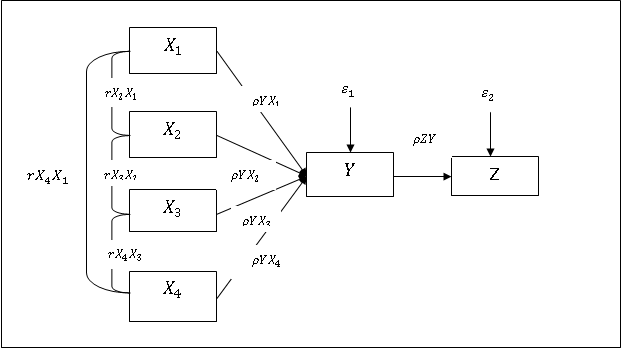 X₁
rX₂X₁
ρYX₁
ε₁
ε₂
X₂
ρZY
rX₄X₁
rX₃X₂
ρYX₂
Y
Z
X₃
ρYX₃
rX₄X₃
ρYX₄
X₄